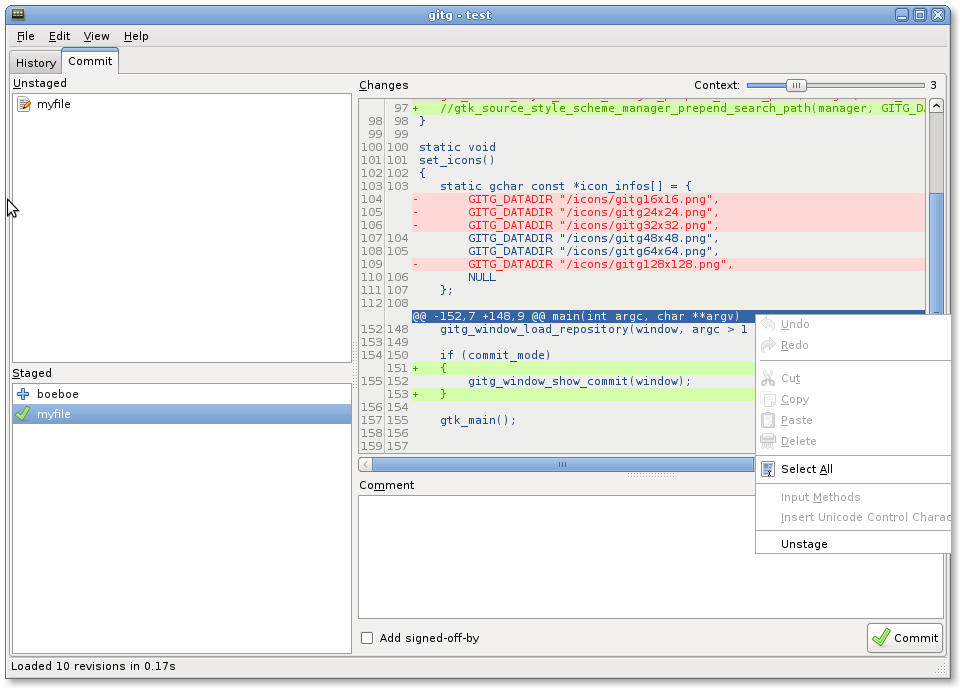 gitg - test
File Edit View Help
History Commit
Unstaged
myfile
Staged
boeboe
myfile
Changes Context: 3
97 + //gtk_source_style_scheme_manager_prepend_search_path(manager, GITG_D
98 98 }
99 99
100 100 static void
101 101 set_icons()
102 102 {
103 103 static gchar const *icon_infos[] = {
104 - GITG_DATADIR "/icons/gitg16x16.png",
105 - GITG_DATADIR "/icons/gitg24x24.png",
106 - GITG_DATADIR "/icons/gitg32x32.png",
107 104 GITG_DATADIR "/icons/gitg48x48.png",
108 105 GITG_DATADIR "/icons/gitg64x64.png",
109 - GITG_DATADIR "/icons/gitg128x128.png",
110 106 NULL
111 107 };
112 108
@@ -152,7 +148,9 @@ main(int argc, char **argv)
152 148 gitg_window_load_repository(window, argc > 1
153 149
154 150 if (commit_mode)
151 + {
155 152 gitg_window_show_commit(window);
153 + }
156 154
157 155 gtk_main();
158 156
159 157
Undo
Redo
Cut
Copy
Paste
Delete
Select All
Input Methods
Insert Unicode Control Charac
Unstage
Comment
Add signed-off-by
Commit
Loaded 10 revisions in 0.17s